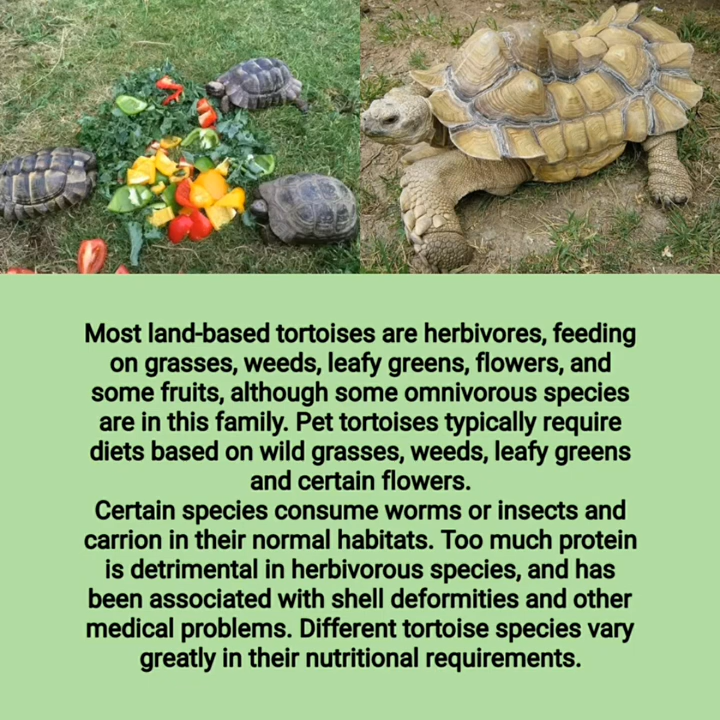 Most land-based tortoises are herbivores, feeding
on grasses, weeds, leafy greens, flowers, and
some fruits, although some omnivorous species
are in this family. Pet tortoises typically require
diets based on wild grasses, weeds, leafy greens
and certain flowers.
Certain species consume worms or insects and
carrion in their normal habitats. Too much protein
is detrimental in herbivorous species, and has
been associated with shell deformities and other
medical problems. Different tortoise species vary
greatly in their nutritional requirements.